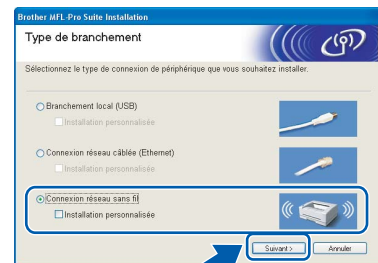 Brother MFL-Pro Suite Installation
Type de branchement
Sélectionnez le type de connexion de périphérique que vous souhaitez installer.
Branchement local (USB)
Installation personnalisée
Connexion réseau câblée (Ethernet)
Installation personnalisée
Connexion réseau sans fil
Installation personnalisée
Suivant >
Annuler